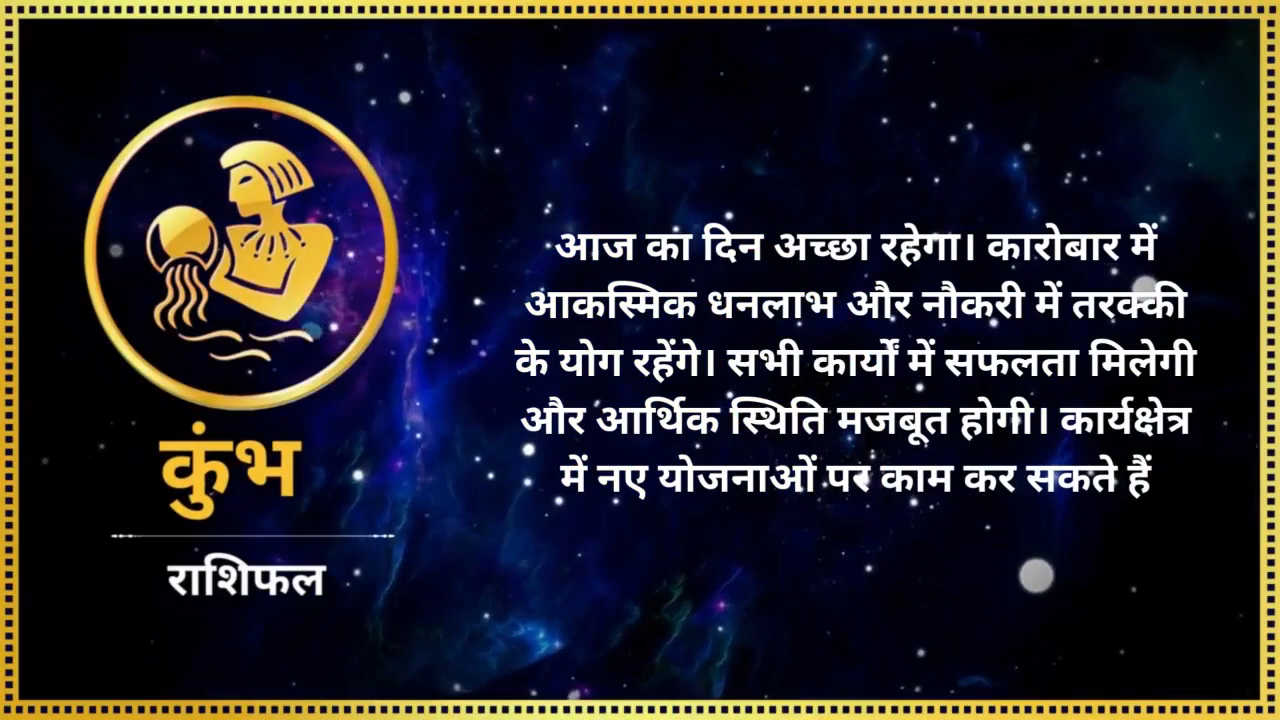 कुंभ
राशिफल
आज का दिन अच्छा रहेगा। कारोबार में
आकस्मिक धनलाभ और नौकरी में तरक्की
के योग रहेंगे। सभी कार्यों में सफलता मिलेगी
और आर्थिक स्थिति मजबूत होगी। कार्यक्षेत्र
में नए योजनाओं पर काम कर सकते हैं